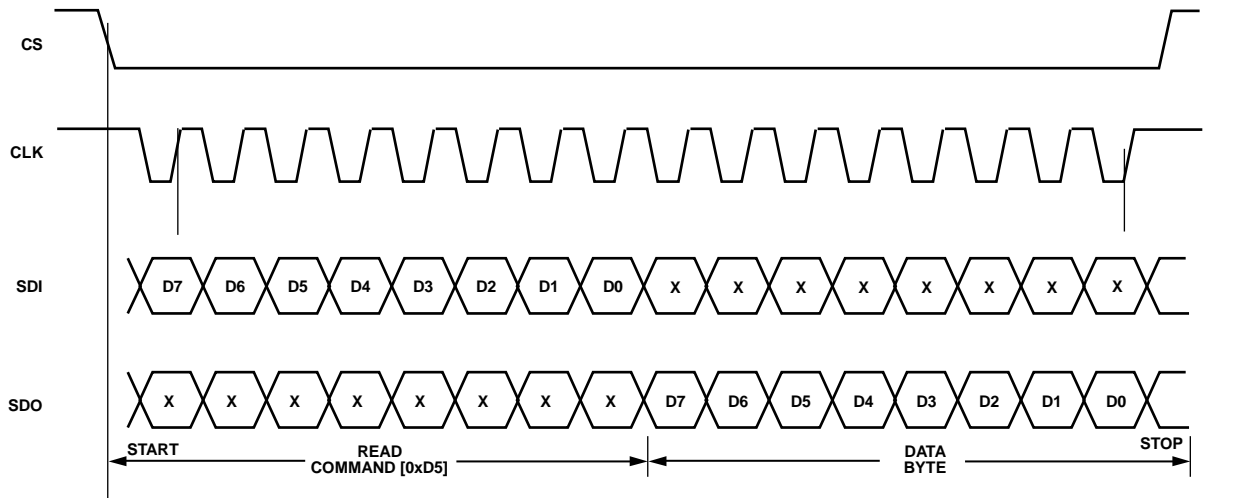 CS
CLK
SDI D7 D6 D5 D4 D3 D2 D1 D0 X X X X X X X X
SDO X X X X X X X X D7 D6 D5 D4 D3 D2 D1 D0
START READ DATA STOP
COMMAND [0xD5] BYTE